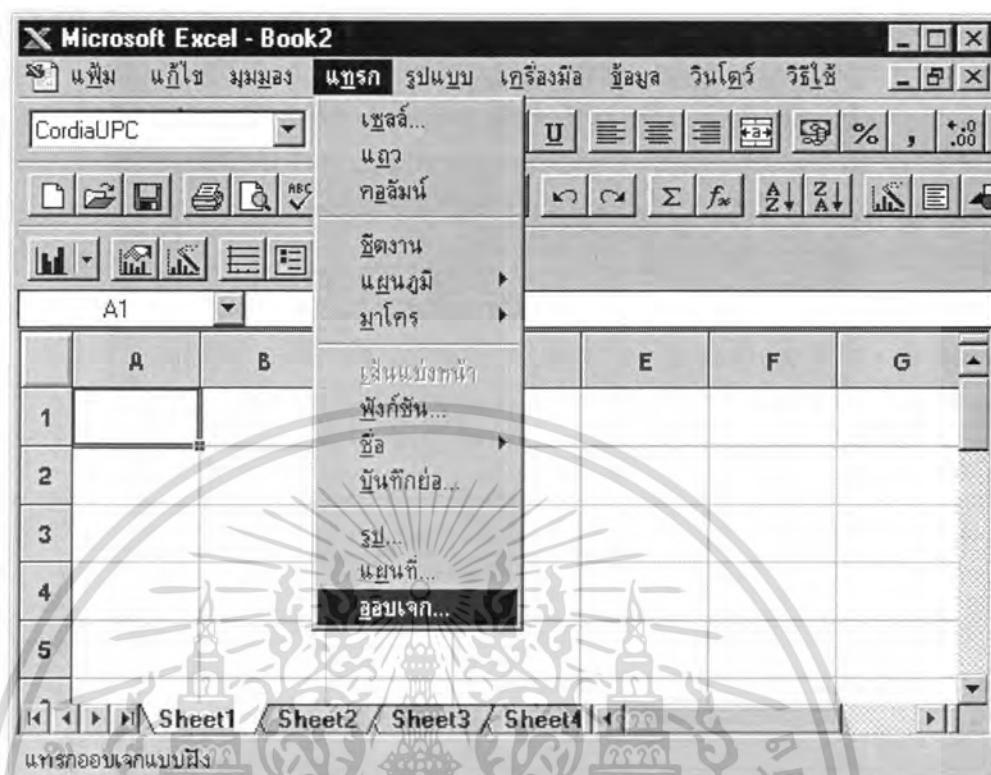 Microsoft Excel - Book2
แฟ้ม แก้ไข มุมมอง แทรก รูปแบบ เครื่องมือ ข้อมูล วินโดว์ วิธีใช้
CordiaUPC
U % , .00
ABC Σ fx A Z Z A
A1
เซลล์...
แถว
คอลัมน์
ชีตงาน
แผนภูมิ
มาโคร
เส้นแบ่งหน้า
ฟังก์ชัน...
ชื่อ
บันทึกย่อ...
รูป...
แผนที่...
ออบเจก...
A B E F G
1
2
3
4
5
Sheet1 Sheet2 Sheet3 Sheet4
แทรกออบเจกแบบฝัง